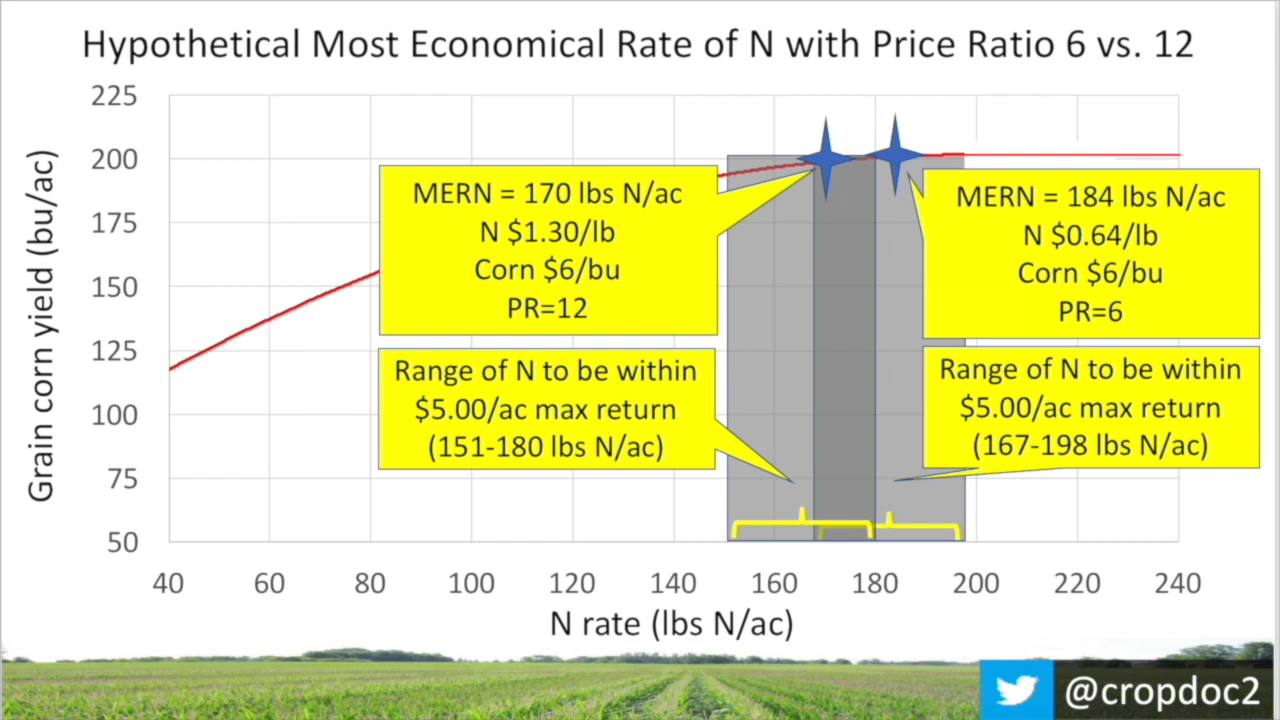 Hypothetical Most Economical Rate of N with Price Ratio 6 vs. 12
Grain corn yield (bu/ac)
225
200
175
150
125
100
75
50
MERN = 170 lbs N/ac
N $1.30/lb
Corn $6/bu
PR=12
MERN = 184 lbs N/ac
N $0.64/lb
Corn $6/bu
PR=6
Range of N to be within
$5.00/ac max return
(151-180 lbs N/ac)
Range of N to be within
$5.00/ac max return
(167-198 lbs N/ac)
40 60 80 100 120 140 160 180 200 220 240
N rate (lbs N/ac)
@cropdoc2